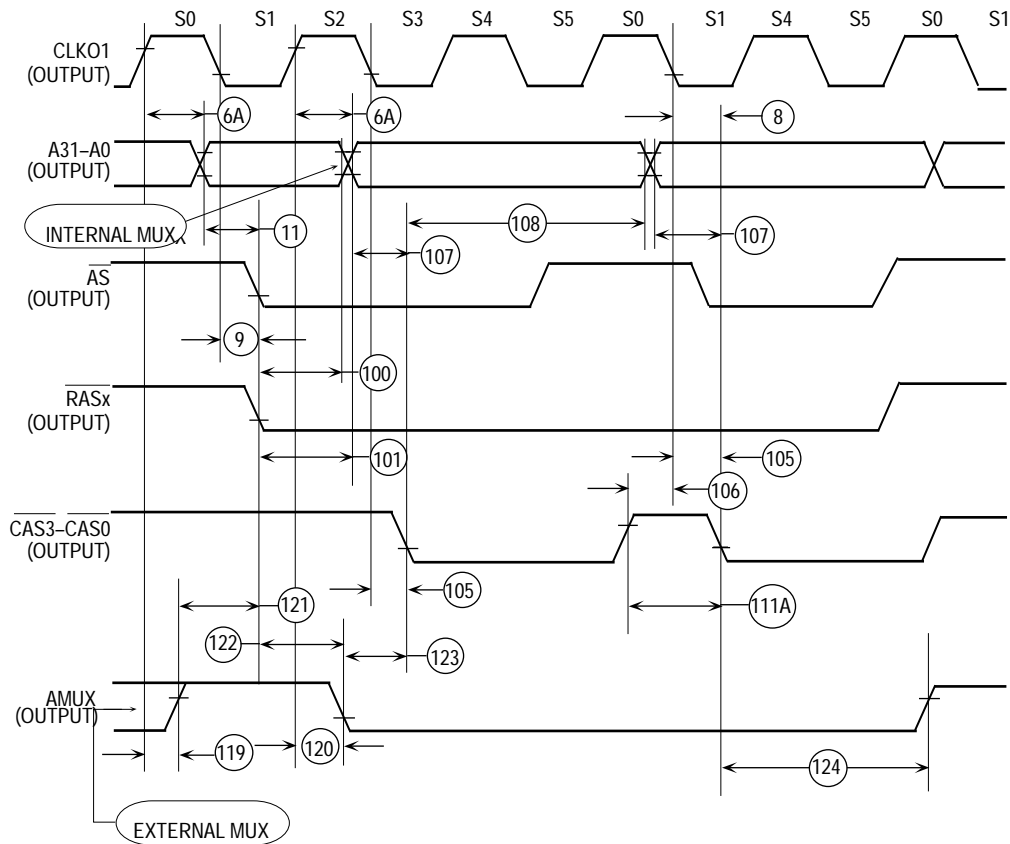 S0 S1 S2 S3 S4 S5 S0 S1 S4 S5 S0 S1
CLKO1
(OUTPUT)
6A 6A 8
A31–A0
(OUTPUT)
INTERNAL MUX
11 108 107 107
AS
(OUTPUT)
9
100
RASx
(OUTPUT)
101 105
106
CAS3–CAS0
(OUTPUT)
121 105 111A
122 123
AMUX
(OUTPUT)
119 120 124
EXTERNAL MUX